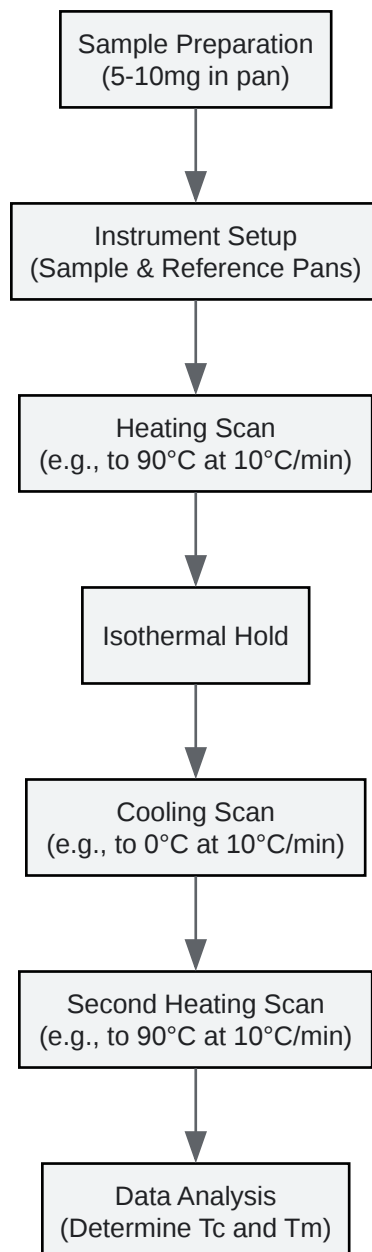 Sample Preparation
(5-10mg in pan)
Instrument Setup
(Sample & Reference Pans)
Heating Scan
(e.g., to 90°C at 10°C/min)
Isothermal Hold
Cooling Scan
(e.g., to 0°C at 10°C/min)
Second Heating Scan
(e.g., to 90°C at 10°C/min)
Data Analysis
(Determine Tc and Tm)